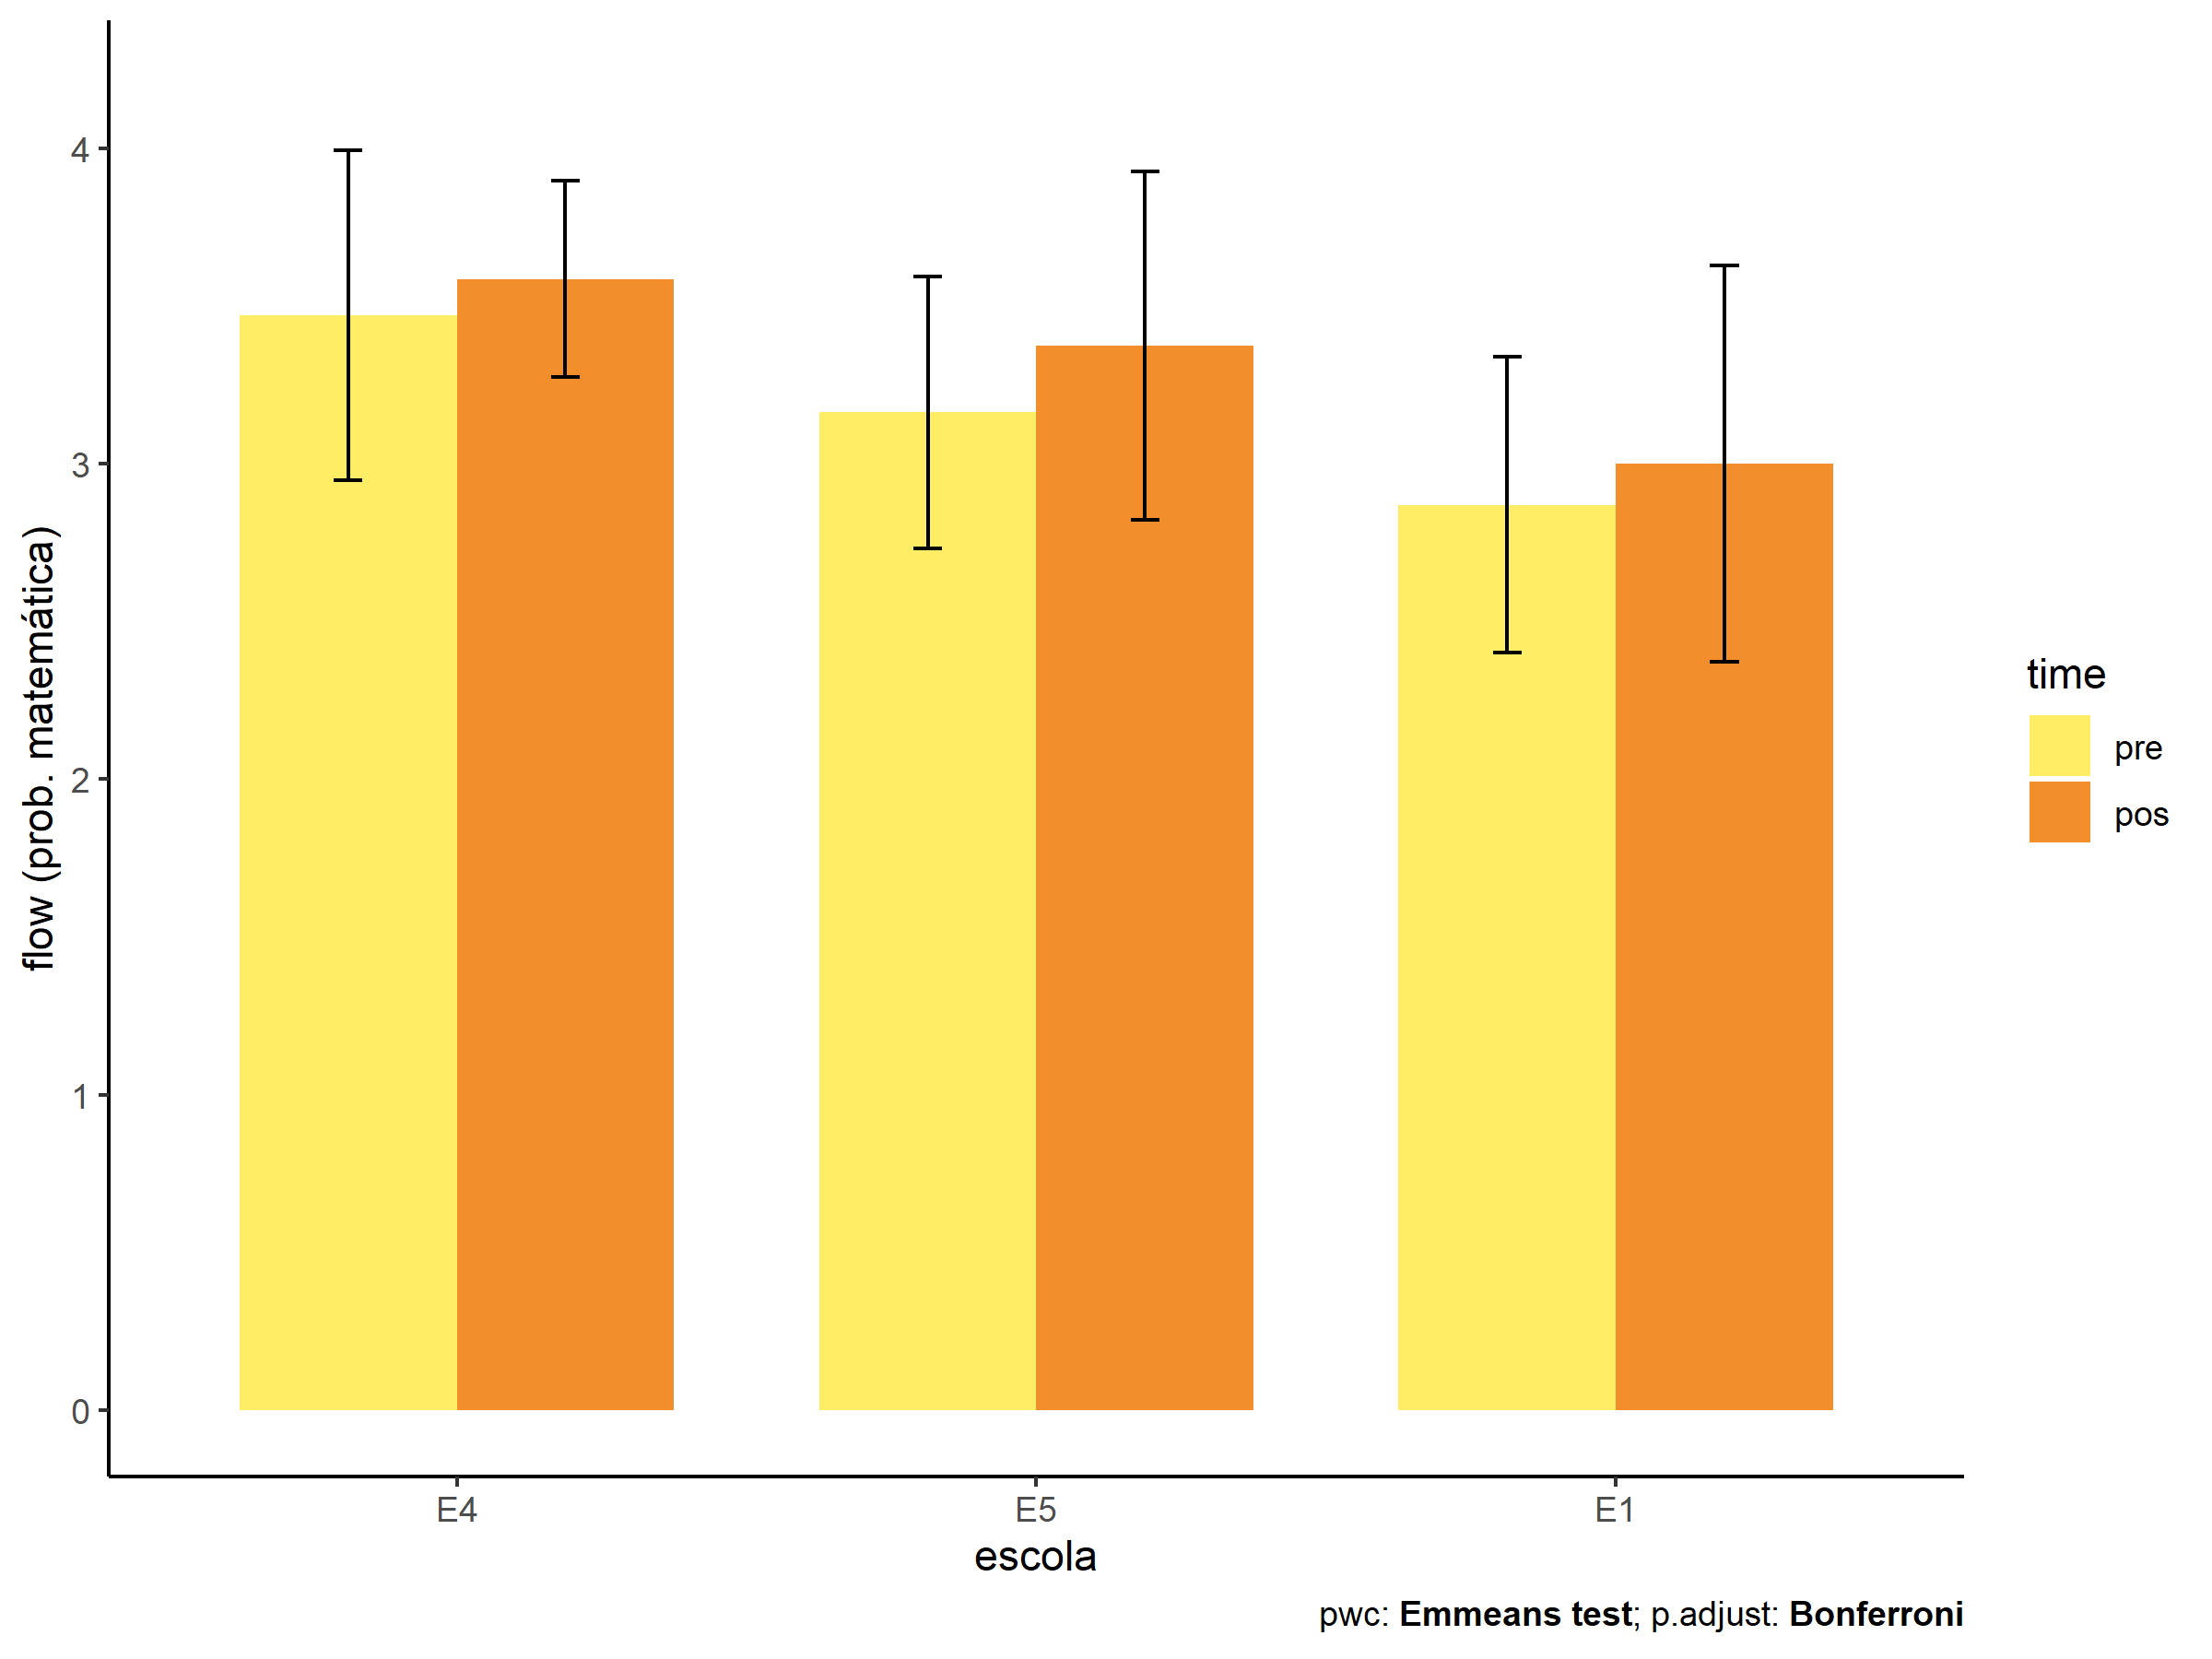 4
3
2
1
0
flow (prob. matemática)
E4 E5 E1
escola
time
pre
pos
pwc: Emmeans test; p.adjust: Bonferroni